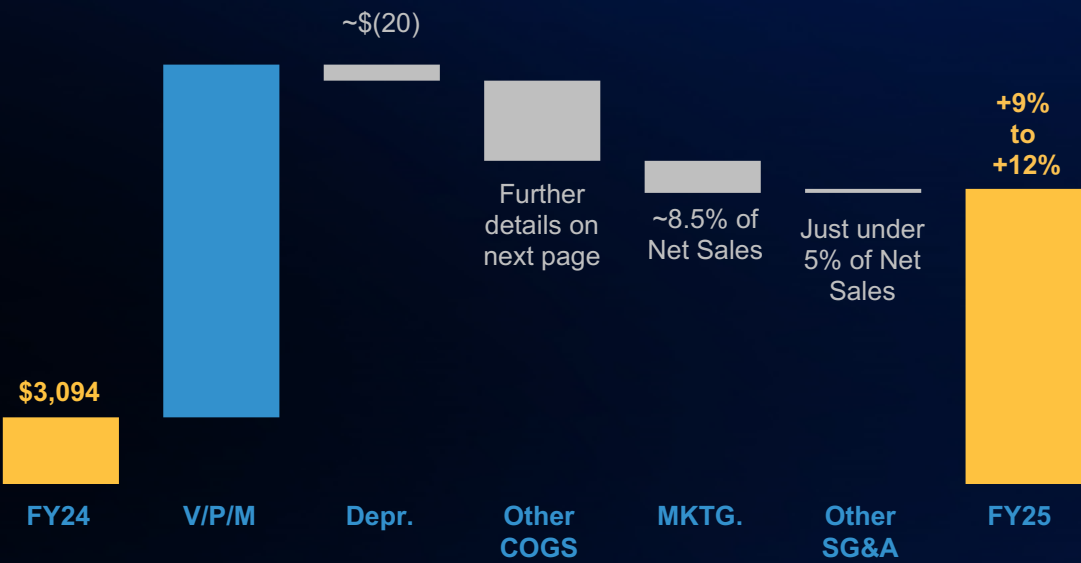 ~$(20)
+9%
to
+12%
Further
details on
next page
~8.5% of
Net Sales
Just under
5% of Net
Sales
$3,094
FY24
V/P/M
Depr.
Other
COGS
MKTG.
Other
SG&A
FY25